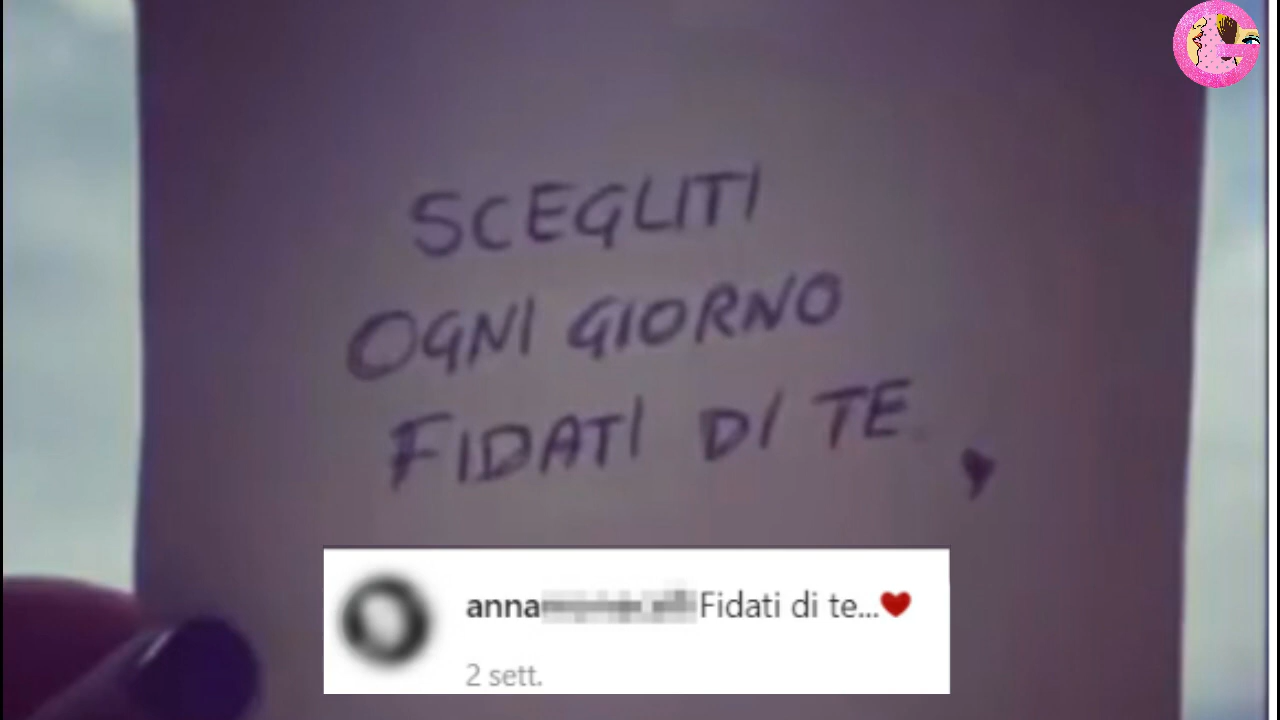 SCEGLITI
OGNI GIORNO
FIDATI DI TE
anna Fidati di te...❤
2 sett.